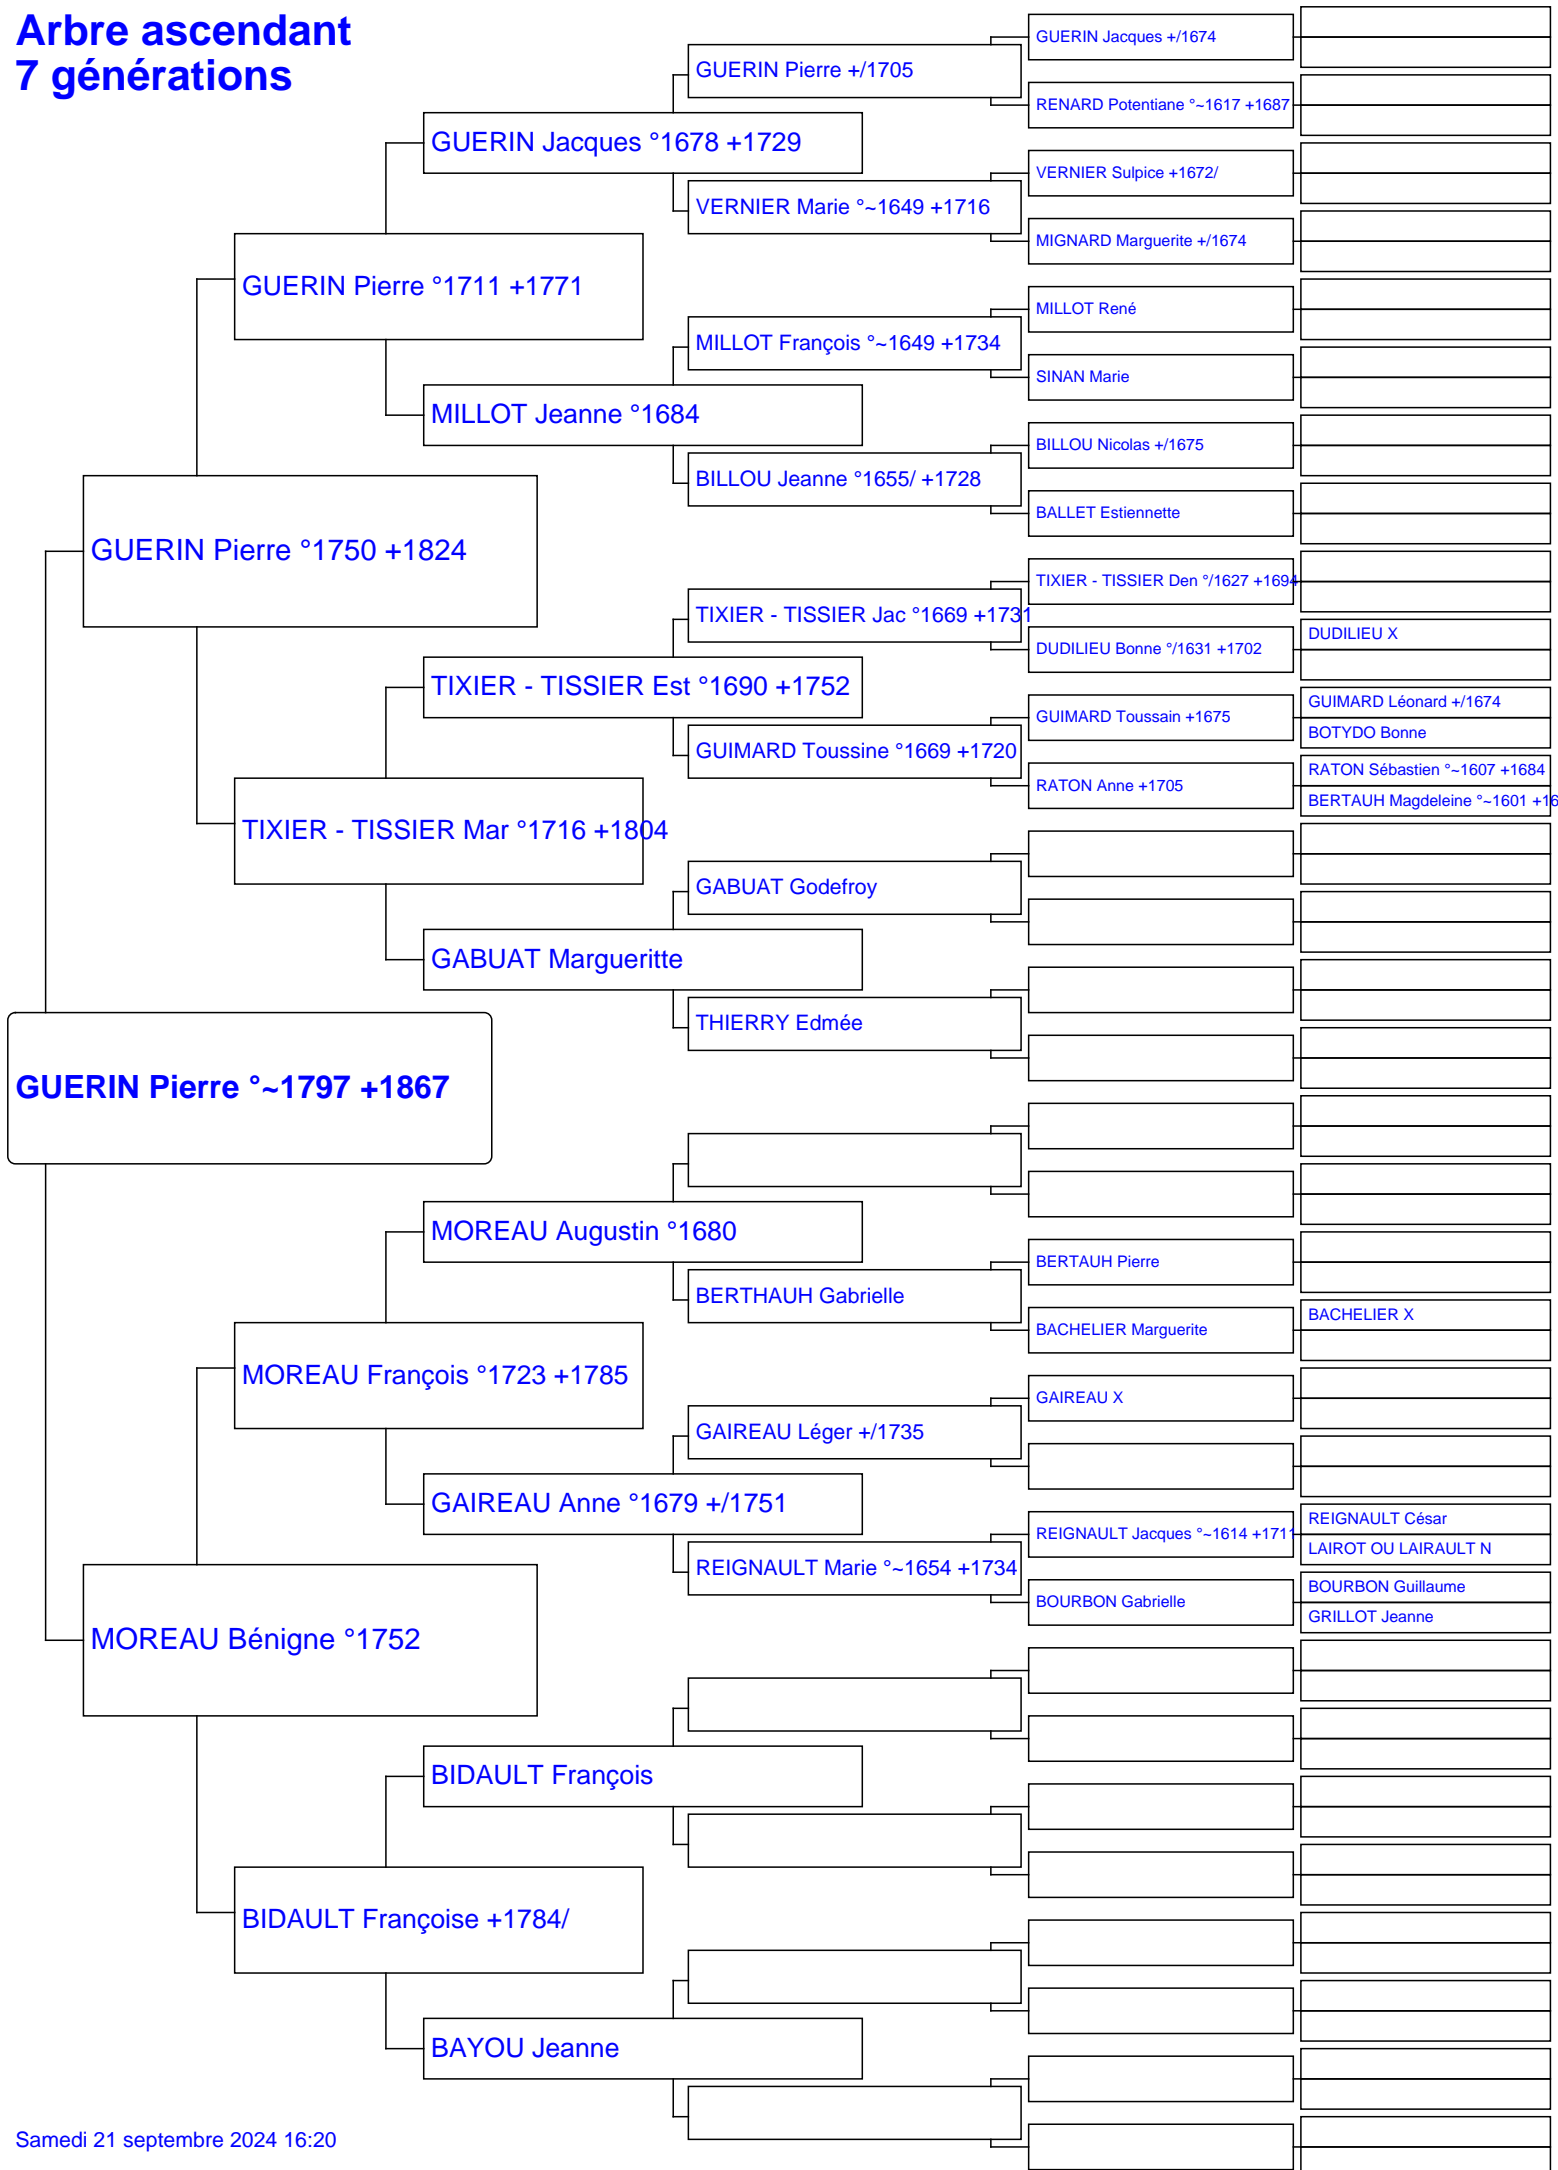 Arbre ascendant
7 générations
GUERIN Jacques +/1674
GUERIN Pierre +/1705
RENARD Potentiane °~1617 +1687
GUERIN Jacques °1678 +1729
VERNIER Sulpice +1672/
VERNIER Marie °~1649 +1716
MIGNARD Marguerite +/1674
GUERIN Pierre °1711 +1771
MILLOT René
MILLOT François °~1649 +1734
SINAN Marie
MILLOT Jeanne °1684
BILLOU Nicolas +/1675
BILLOU Jeanne °1655/ +1728
BALLET Estiennette
GUERIN Pierre °1750 +1824
TIXIER - TISSIER Den °/1627 +1694
TIXIER - TISSIER Jac °1669 +1731
DUDILIEU X
DUDILIEU Bonne °/1631 +1702
TIXIER - TISSIER Est °1690 +1752
GUIMARD Léonard +/1674
GUIMARD Toussain +1675
BOTYDO Bonne
GUIMARD Toussine °1669 +1720
RATON Sébastien °~1607 +1684
RATON Anne +1705
BERTAUH Magdeleine °~1601 +16
TIXIER - TISSIER Mar °1716 +1804
GABUAT Godefroy
GABUAT Margueritte
THIERRY Edmée
GUERIN Pierre °~1797 +1867
MOREAU Augustin °1680
BERTAUH Pierre
BERTHAUH Gabrielle
BACHELIER X
BACHELIER Marguerite
MOREAU François °1723 +1785
GAIREAU X
GAIREAU Léger +/1735
GAIREAU Anne °1679 +/1751
REIGNAULT César
REIGNAULT Jacques °~1614 +1711
LAIROT OU LAIRAULT N
REIGNAULT Marie °~1654 +1734
BOURBON Guillaume
BOURBON Gabrielle
GRILLOT Jeanne
MOREAU Bénigne °1752
BIDAULT François
BIDAULT Françoise +1784/
BAYOU Jeanne
Samedi 21 septembre 2024 16:20